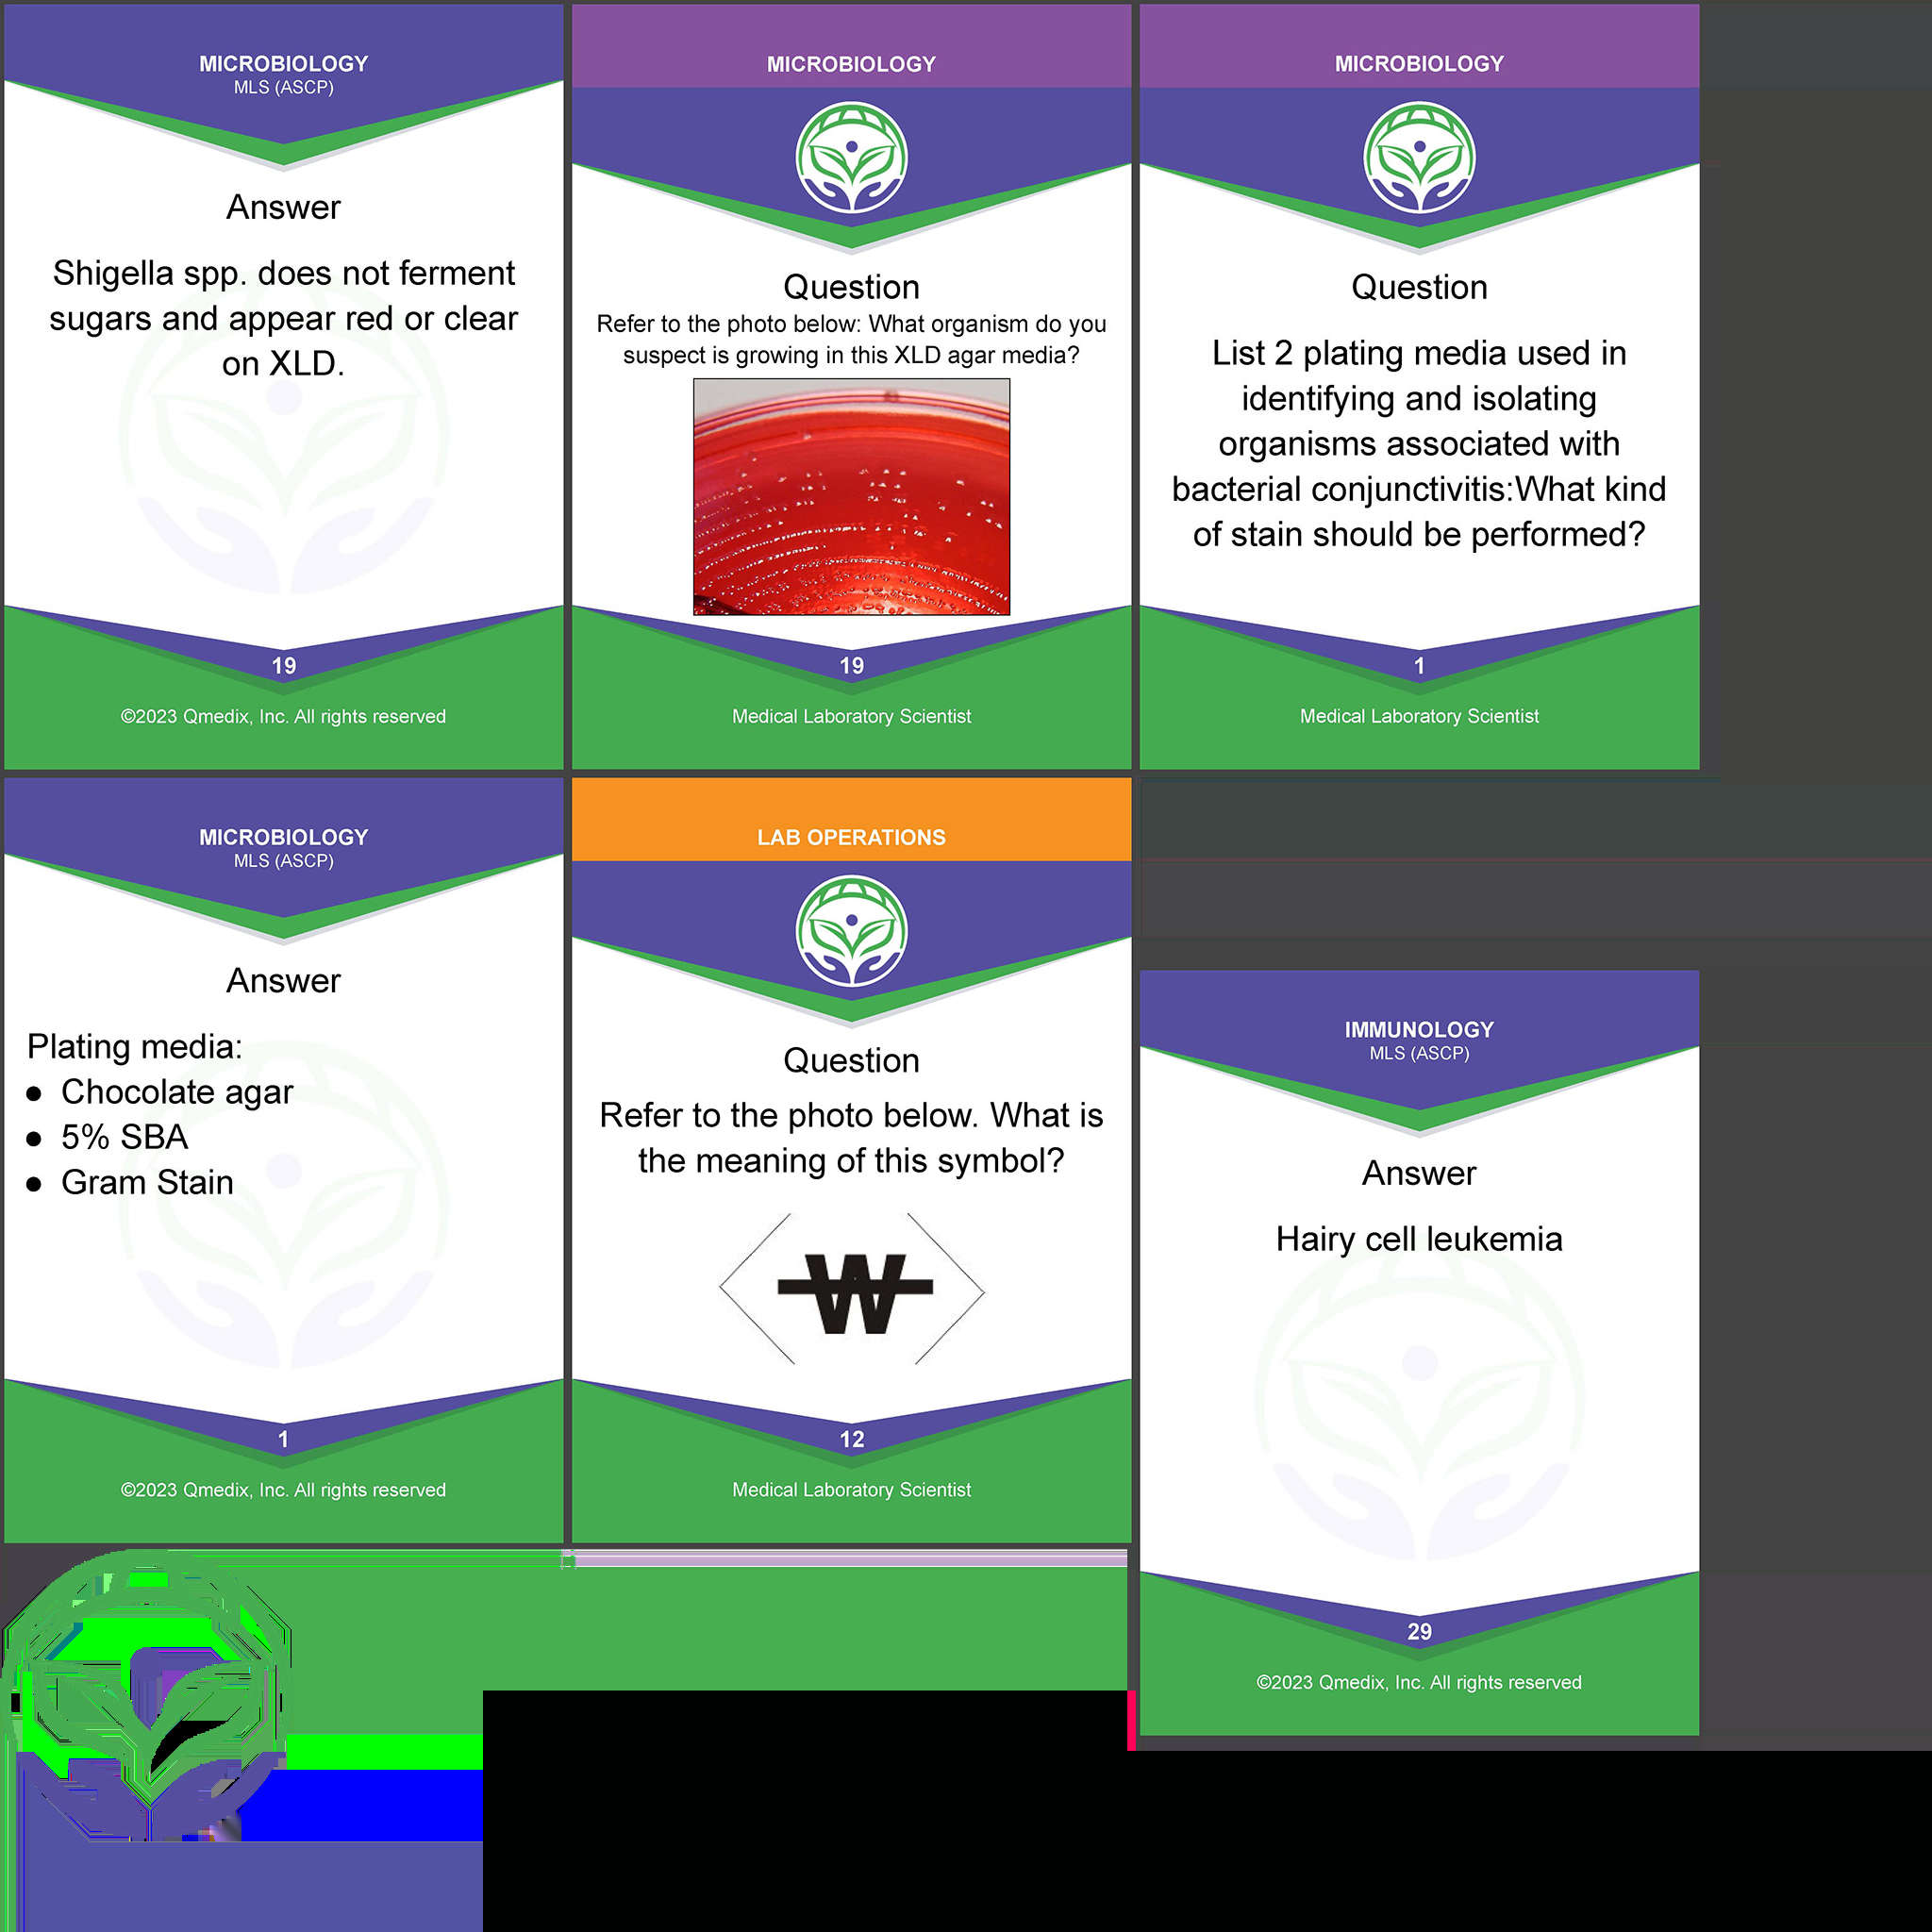 MICROBIOLOGY
MLS (ASCP)
Answer
Shigella spp. does not ferment
sugars and appear red or clear
on XLD.
19
©2023 Qmedix, Inc. All rights reserved
MICROBIOLOGY
Question
Refer to the photo below: What organism do you
suspect is growing in this XLD agar media?
19
Medical Laboratory Scientist
MICROBIOLOGY
Question
List 2 plating media used in
identifying and isolating
organisms associated with
bacterial conjunctivitis:What kind
of stain should be performed?
1
Medical Laboratory Scientist
MICROBIOLOGY
MLS (ASCP)
Answer
Plating media:
● Chocolate agar
● 5% SBA
● Gram Stain
1
©2023 Qmedix, Inc. All rights reserved
LAB OPERATIONS
Question
Refer to the photo below. What is
the meaning of this symbol?
W
12
Medical Laboratory Scientist
IMMUNOLOGY
MLS (ASCP)
Answer
Hairy cell leukemia
29
©2023 Qmedix, Inc. All rights reserved